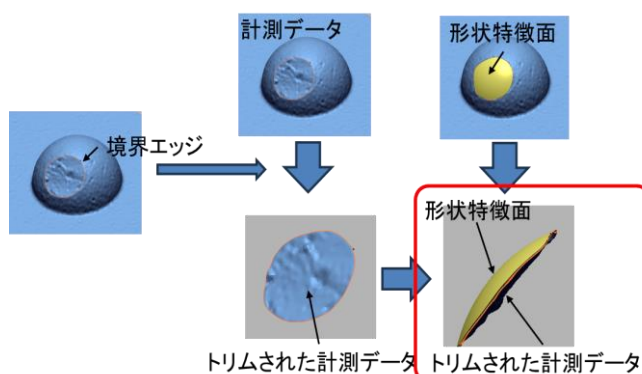 計測データ
形状特徴面
境界エッジ
形状特徴面
トリムされた計測データ
トリムされた計測データ